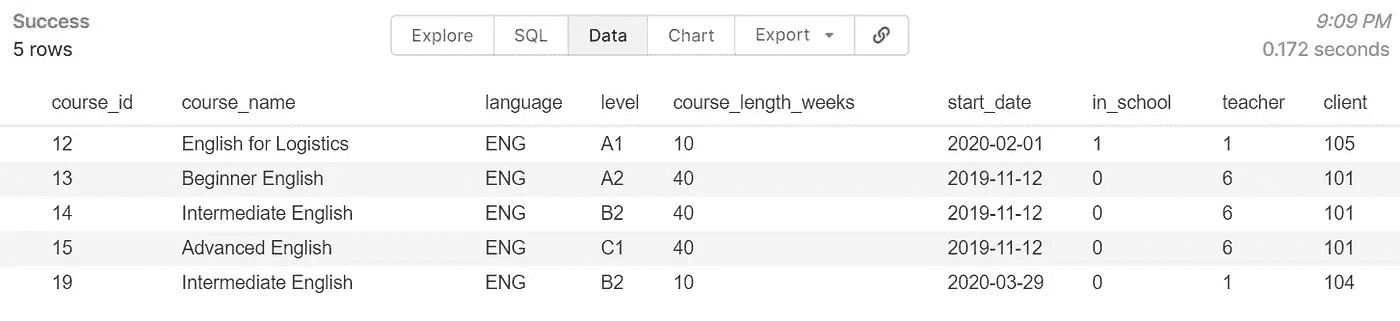 Success
5 rows
Explore SQL Data Chart Export
9:09 PM
0.172 seconds
course_id course_name language level course_length_weeks start_date in_school teacher client
12 English for Logistics ENG A1 10 2020-02-01 1 1 105
13 Beginner English ENG A2 40 2019-11-12 0 6 101
14 Intermediate English ENG B2 40 2019-11-12 0 6 101
15 Advanced English ENG C1 40 2019-11-12 0 6 101
19 Intermediate English ENG B2 10 2020-03-29 0 1 104